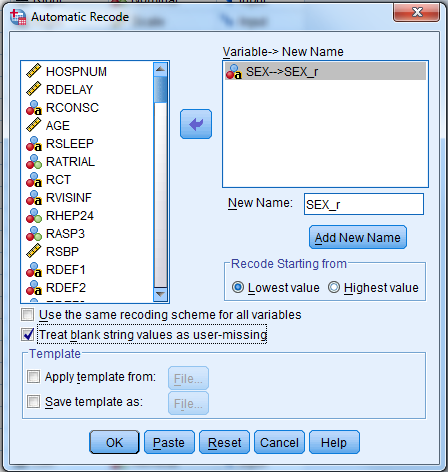 Automatic Recode
Variable-> New Name
HOSPNUM
RDELAY
RCONSC
AGE
RSLEEP
RATRIAL
RCT
RVISINF
RHEP24
RASP3
RSBP
RDEF1
RDEF2
SEX-->SEX_r
New Name: SEX_r
Add New Name
Recode Starting from
Lowest value Highest value
Use the same recoding scheme for all variables
Treat blank string values as user-missing
Template
Apply template from: File...
Save template as: File...
OK Paste Reset Cancel Help